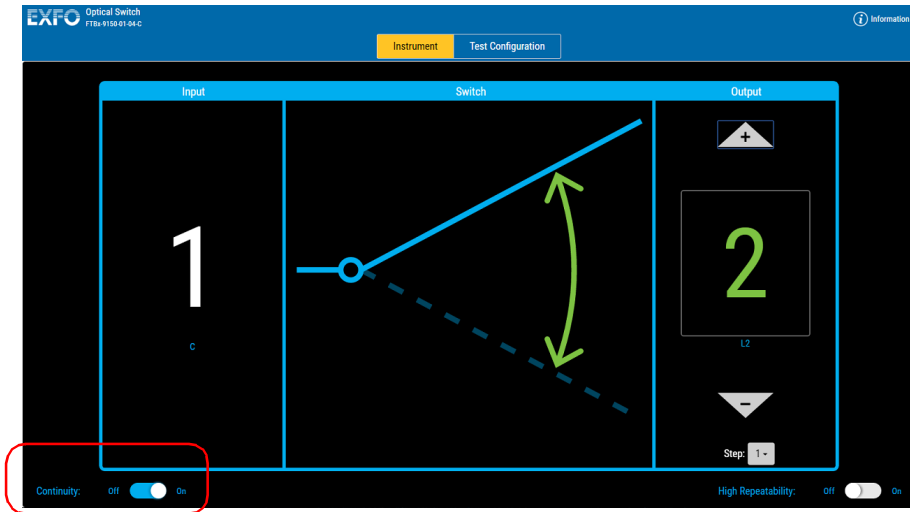 EXFO Optical Switch
FTBx-9150-01-04-C
Information
Instrument Test Configuration
Input Switch Output
+
1
2
C
L2
-
Step: 1
Continuity: Off On
High Repeatability: Off On